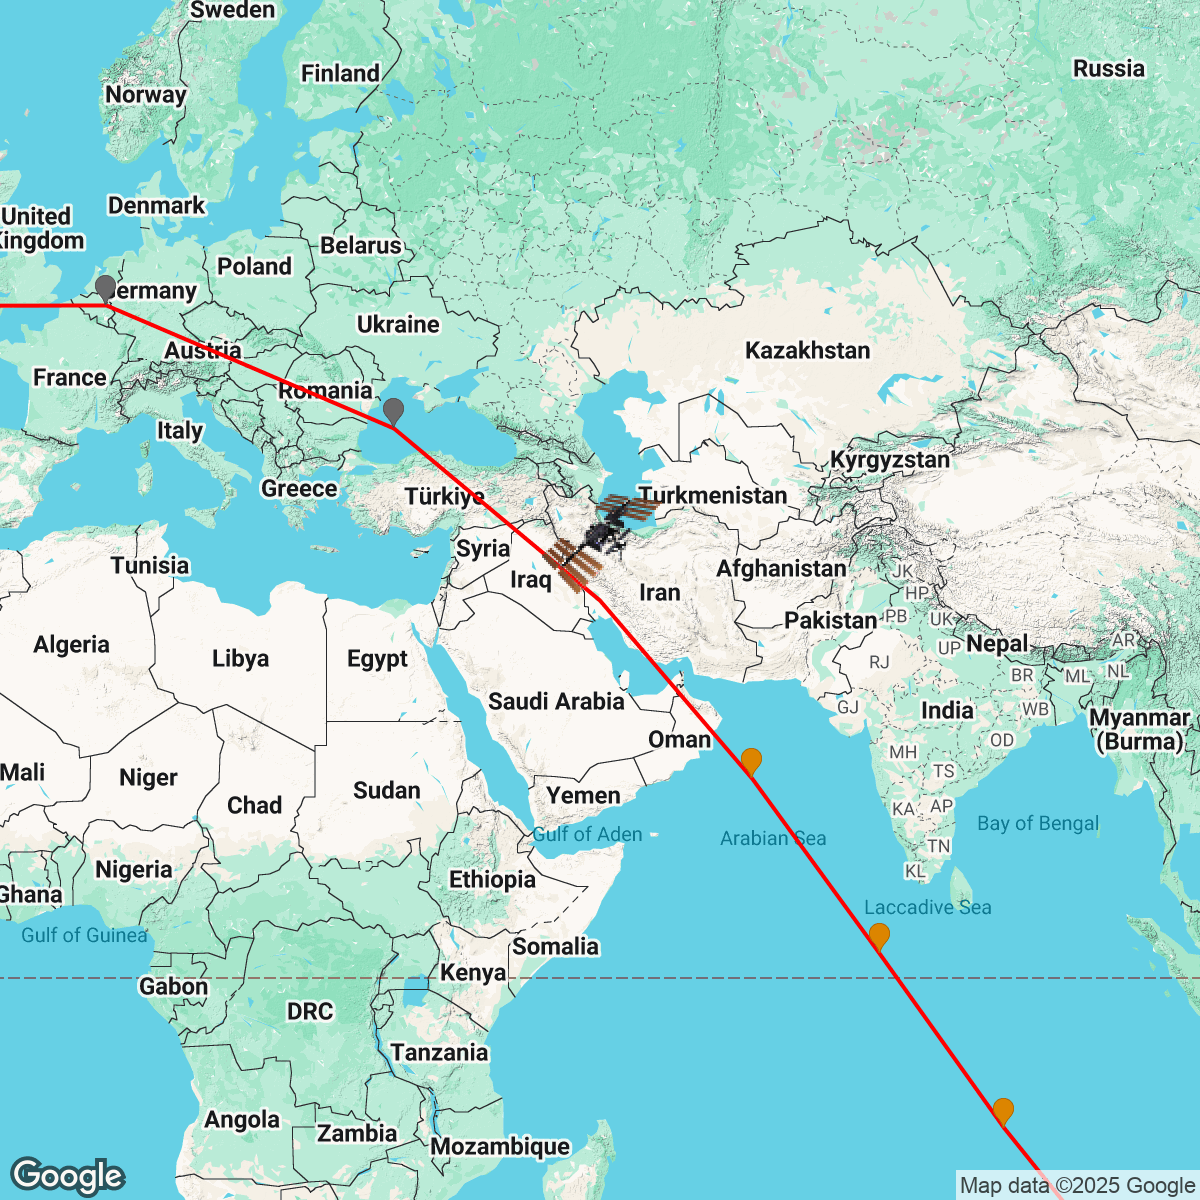 Sweden
Finland
Russia
Norway
Denmark
United
Kingdom
Belarus
Poland
Germany
Ukraine
Austria
France
Romania
Kazakhstan
Italy
Kyrgyzstan
Greece
Türkiye
Turkmenistan
Syria
Tunisia
Iraq
Iran
Afghanistan
JK
HP
Pakistan
PB
UK
Algeria
Libya
Egypt
UP
Nepal
AR
RJ
BR
ML
NL
Saudi Arabia
GJ
India
WB
Myanmar
(Burma)
Oman
OD
MH
Mali
Niger
TS
Chad
Sudan
Yemen
KA
AP
Gulf of Aden
Arabian Sea
Bay of Bengal
TN
Nigeria
Ethiopia
KL
Ghana
Laccadive Sea
Gulf of Guinea
Somalia
Gabon
Kenya
DRC
Tanzania
Angola
Zambia
Mozambique
Google
Map data ©2025 Google